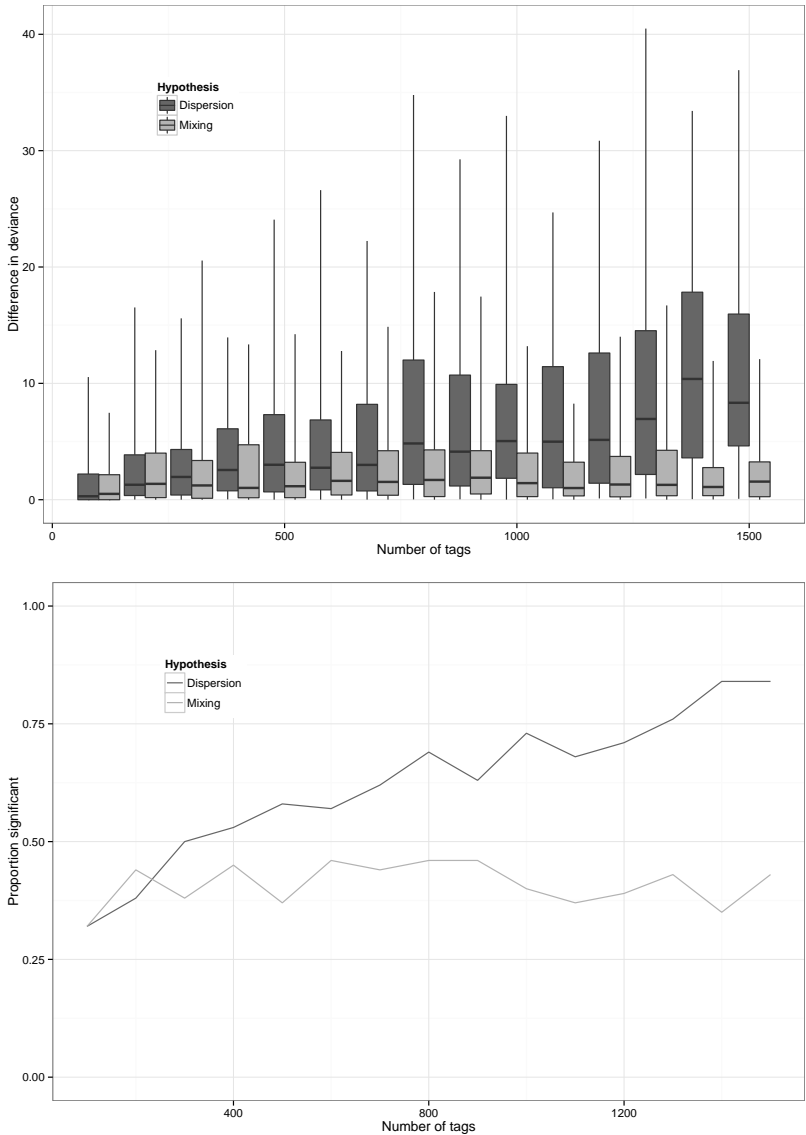 40
30
20
10
0
Difference in deviance
Hypothesis
Dispersion
Mixing
0
500
1000
1500
Number of tags
1.00
0.75
0.50
0.25
0.00
Proportion significant
Hypothesis
Dispersion
Mixing
400
800
1200
Number of tags